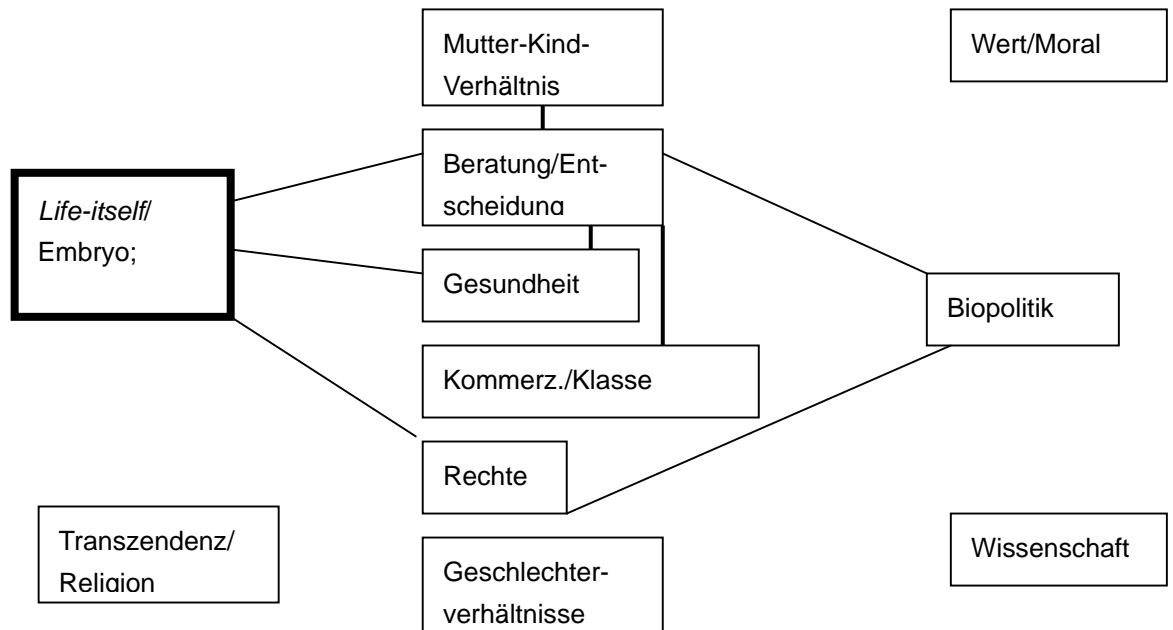 Mutter-Kind-
Verhältnis
Wert/Moral
Beratung/Ent-
scheidung
Life-itself/
Embryo;
Gesundheit
Biopolitik
Kommerz./Klasse
Rechte
Transzendenz/
Religion
Wissenschaft
Geschlechter-
verhältnisse